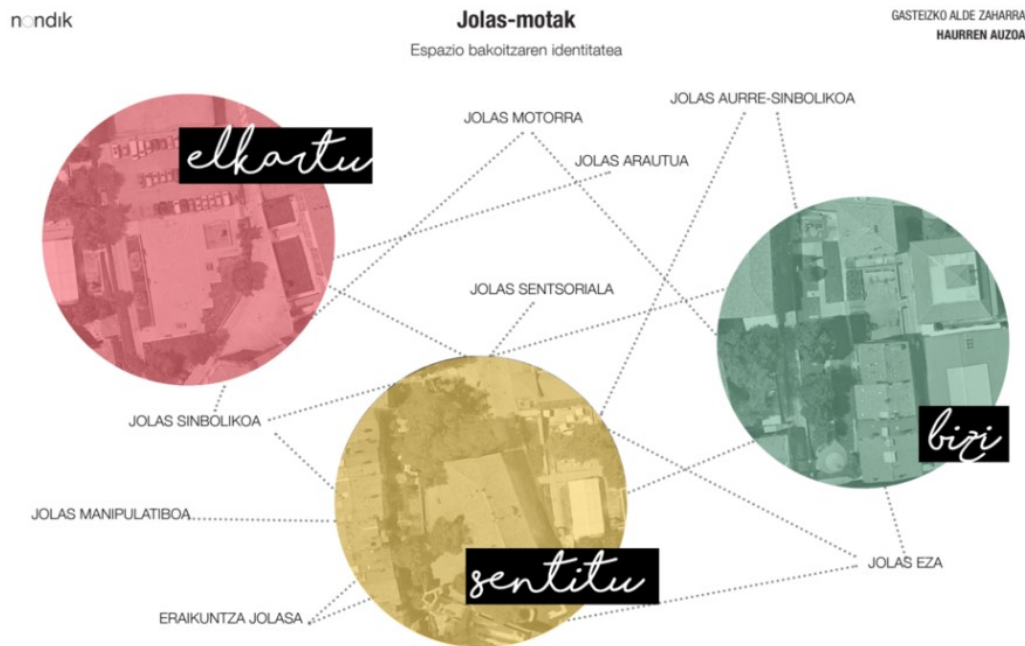 nondik
Jolas-motak
Espazio bakoitzaren identitatea
GASTEIZKO ALDE ZAHARRA
HAURREN AUZOA
JOLAS AURRE-SINBOLIKOA
JOLAS MOTORRA
elkartu
JOLAS ARAUTUA
JOLAS SENTSORIALA
JOLAS SINBOLIKOA
bizi
JOLAS MANIPULATIBOA
JOLAS EZA
sentitu
ERAIKUNTZA JOLASA